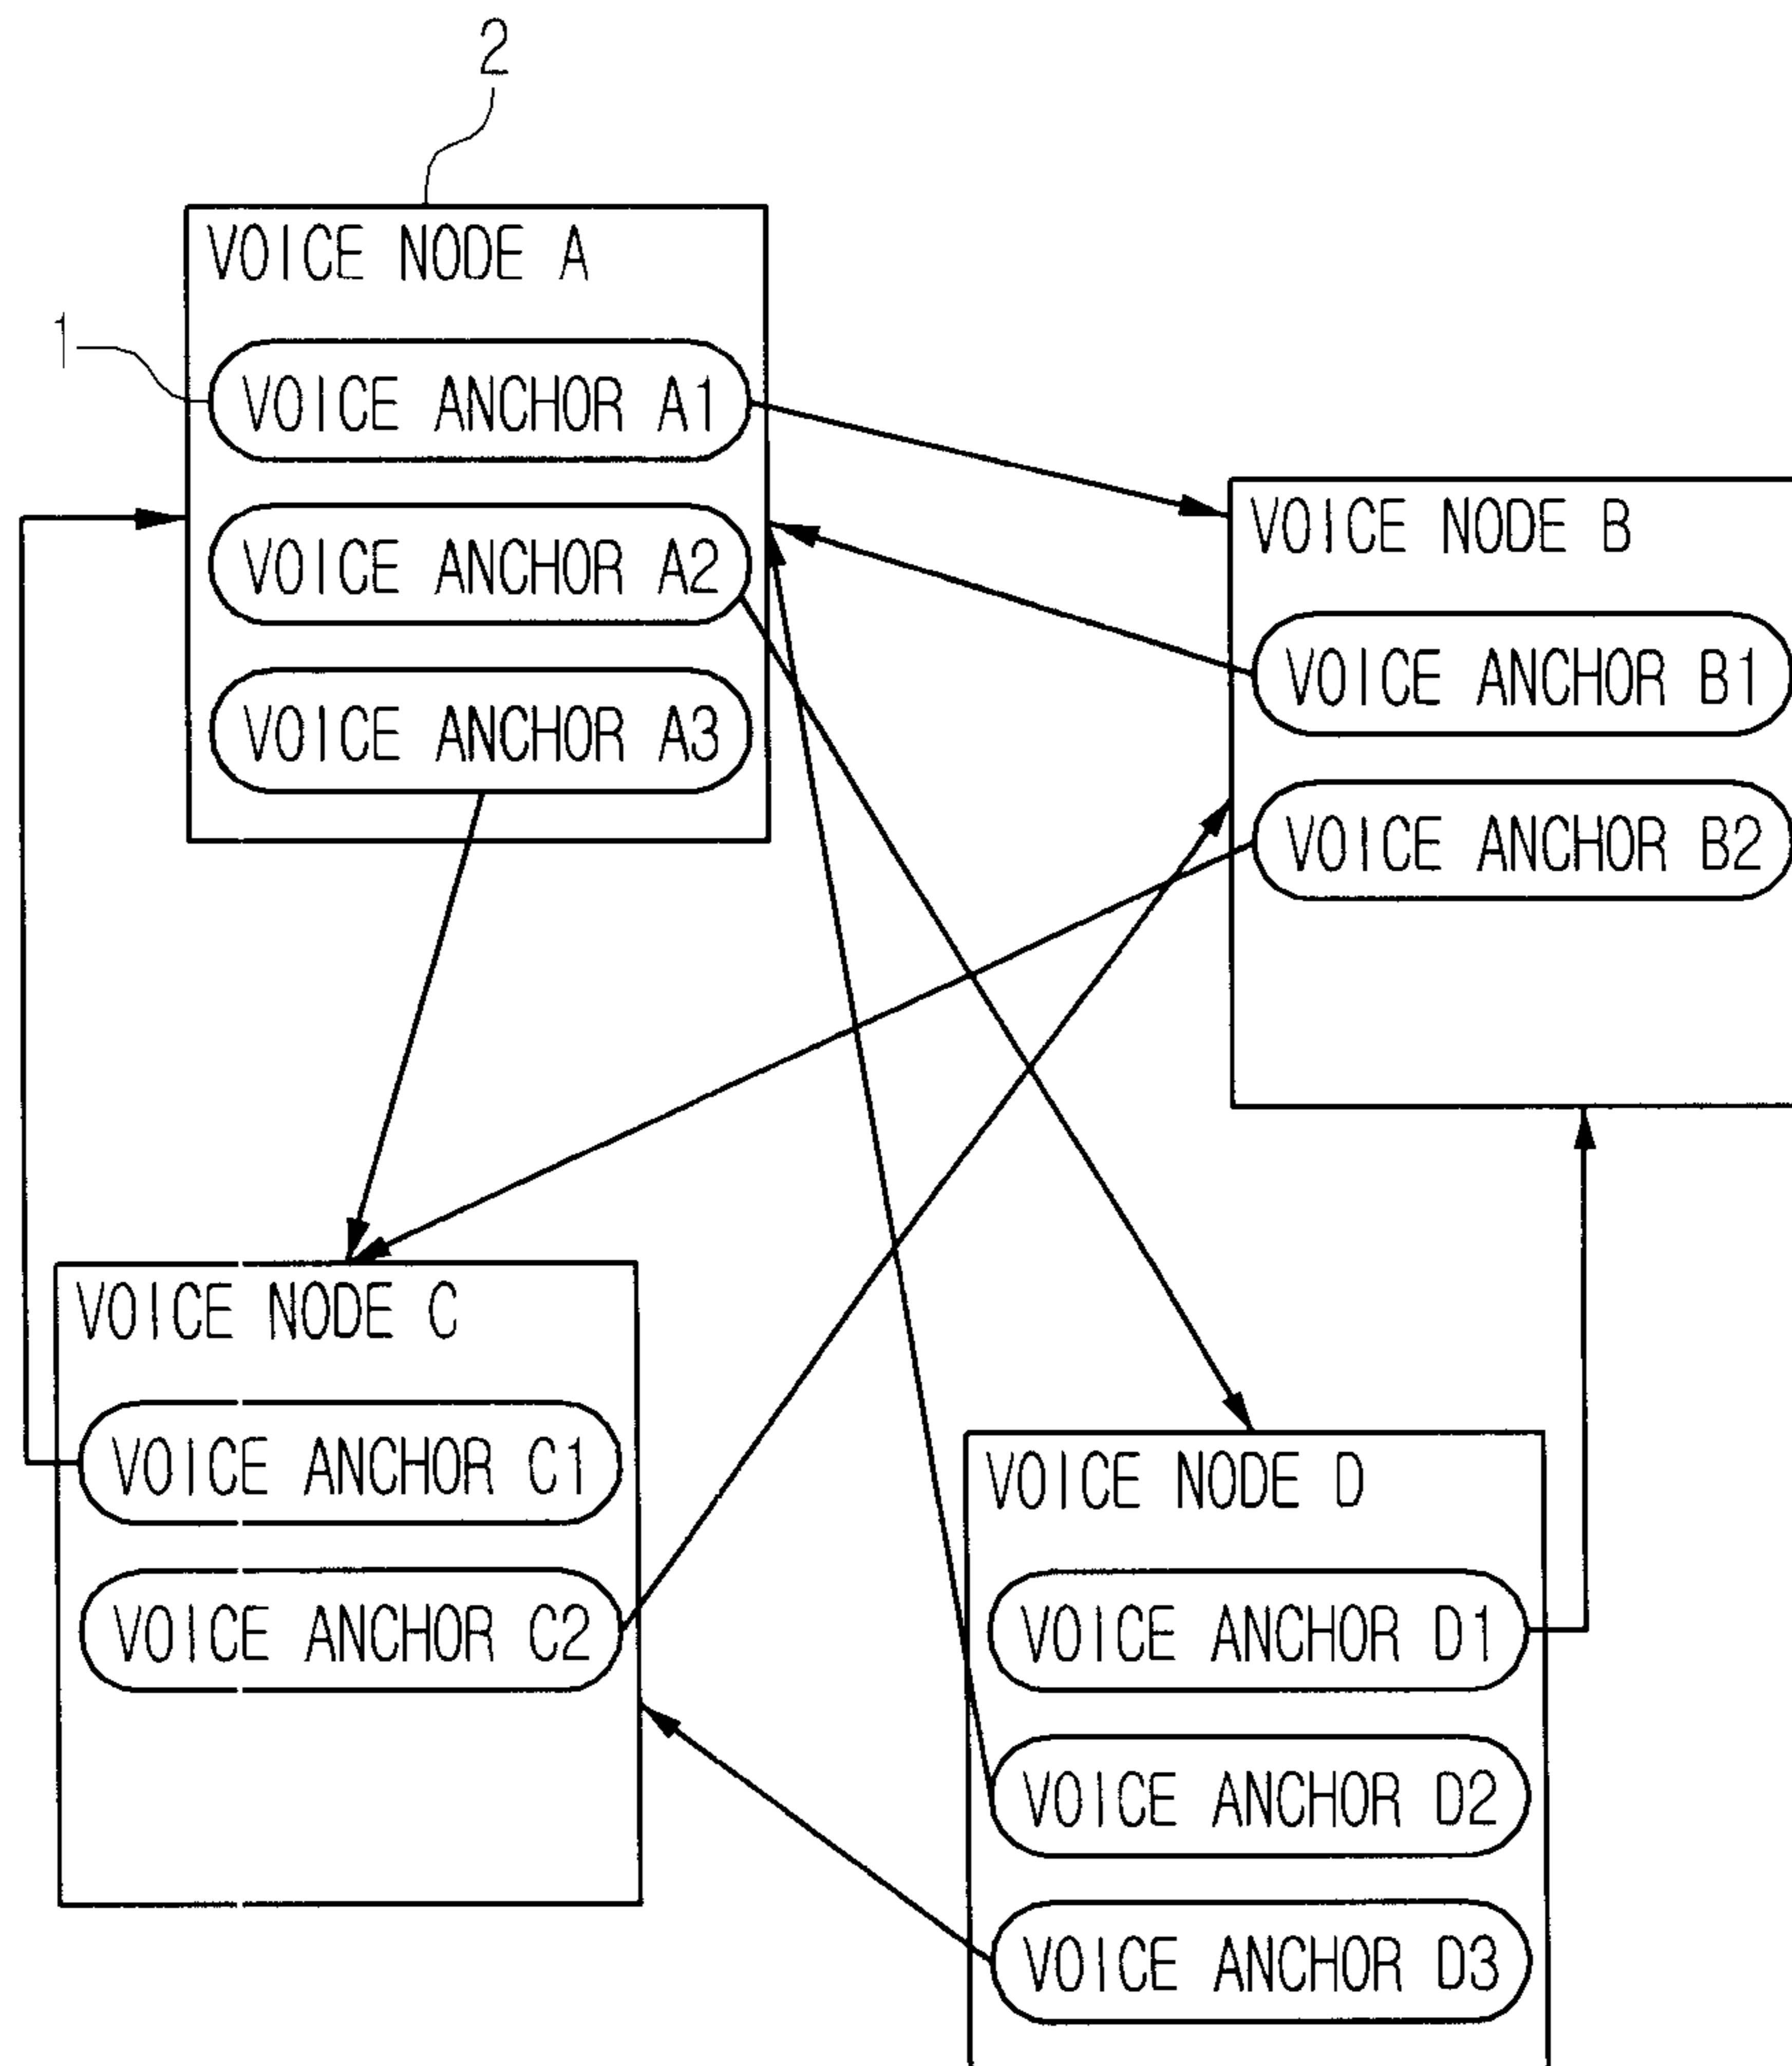 2
VOICE NODE A
1
VOICE ANCHOR A1
VOICE ANCHOR A2
VOICE ANCHOR A3
VOICE NODE B
VOICE ANCHOR B1
VOICE ANCHOR B2
VOICE NODE C
VOICE ANCHOR C1
VOICE ANCHOR C2
VOICE NODE D
VOICE ANCHOR D1
VOICE ANCHOR D2
VOICE ANCHOR D3